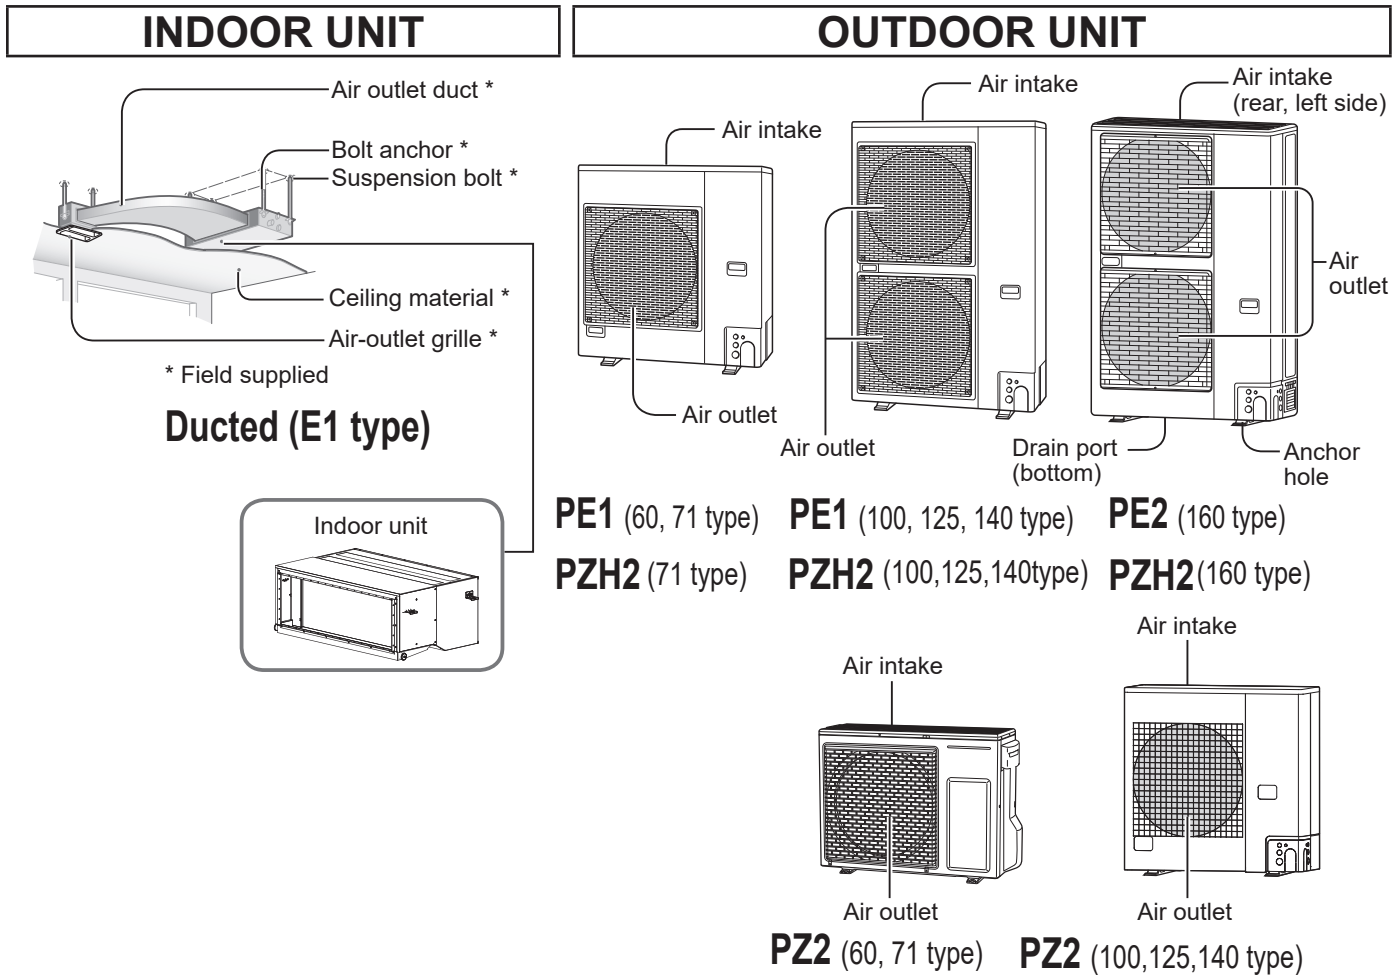 INDOOR UNIT
Air outlet duct *
Bolt anchor *
Suspension bolt *
Ceiling material *
Air-outlet grille *
* Field supplied
Ducted (E1 type)
Indoor unit
OUTDOOR UNIT
Air intake
Air outlet
PE1 (60, 71 type)
PZH2 (71 type)
Air intake
Air outlet
PE1 (100, 125, 140 type)
PZH2 (100,125,140type)
Air intake
(rear, left side)
Air
outlet
Drain port
(bottom)
Anchor
hole
PE2 (160 type)
PZH2 (160 type)
Air intake
Air outlet
PZ2 (60, 71 type)
Air intake
Air outlet
PZ2 (100,125,140 type)